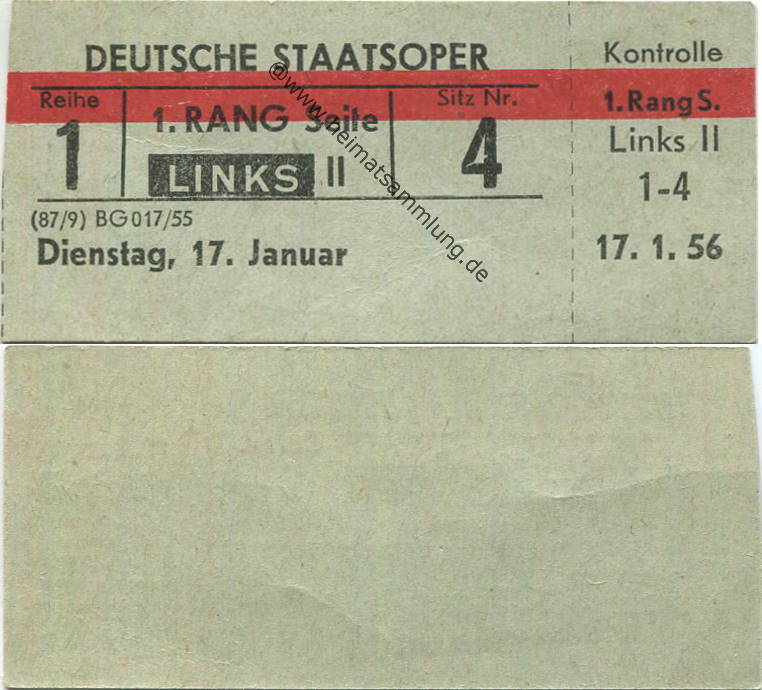 DEUTSCHE STAATSOPER
Reihe
1
1. RANG Seite
LINKS II
Sitz Nr.
4
(87/9) BG 017/55
Dienstag, 17. Januar
Kontrolle
1. Rang S.
Links II
1-4
17. 1. 56
@www.heimatsammlung.de